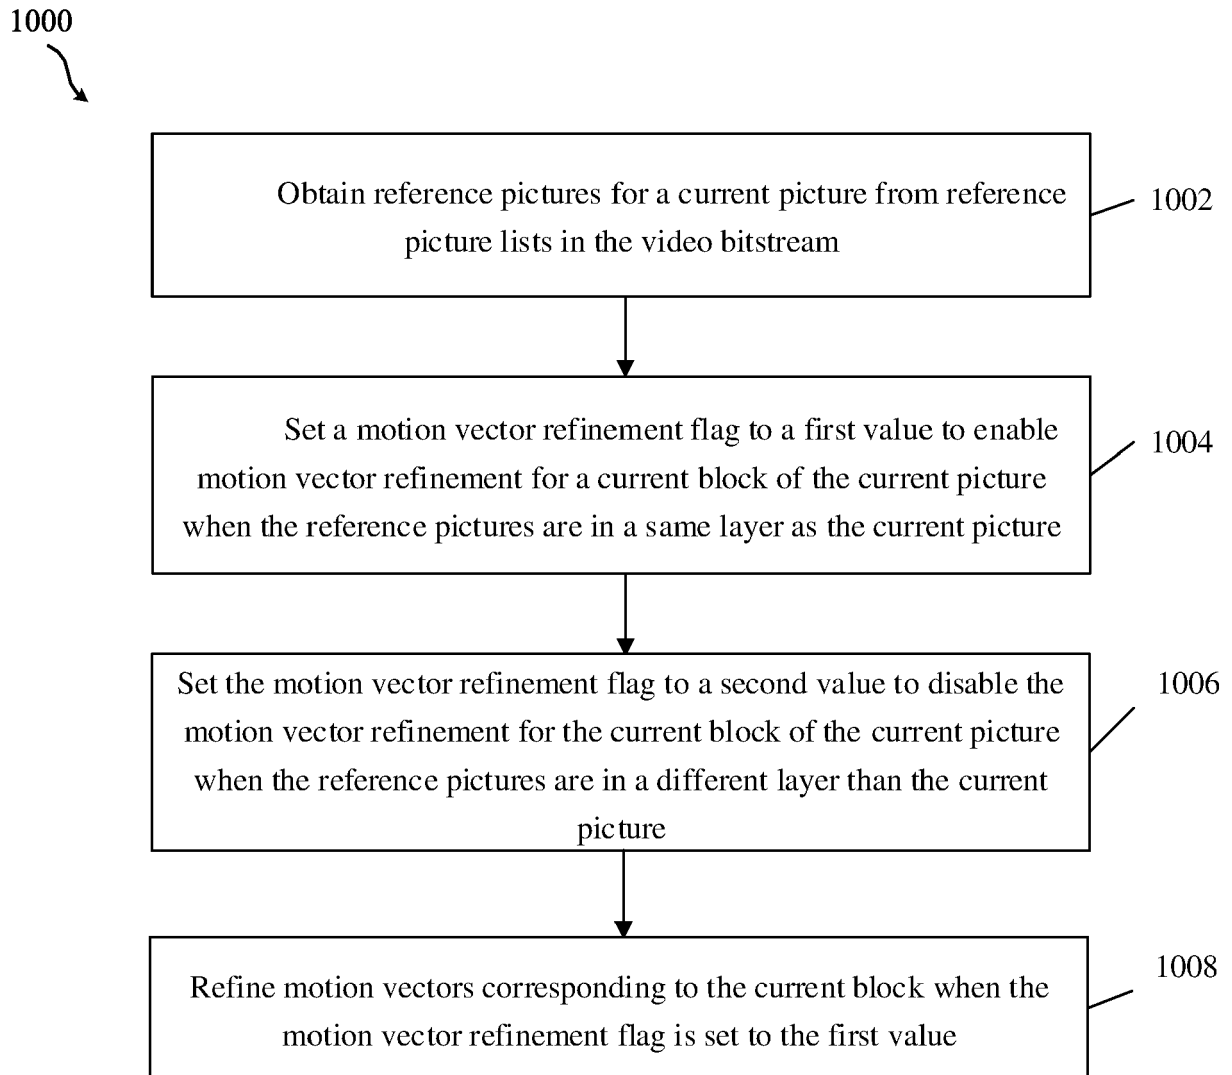 1000
Obtain reference pictures for a current picture from reference
picture lists in the video bitstream
1002
Set a motion vector refinement flag to a first value to enable
motion vector refinement for a current block of the current picture
when the reference pictures are in a same layer as the current picture
1004
Set the motion vector refinement flag to a second value to disable the
motion vector refinement for the current block of the current picture
when the reference pictures are in a different layer than the current
picture
1006
Refine motion vectors corresponding to the current block when the
motion vector refinement flag is set to the first value
1008